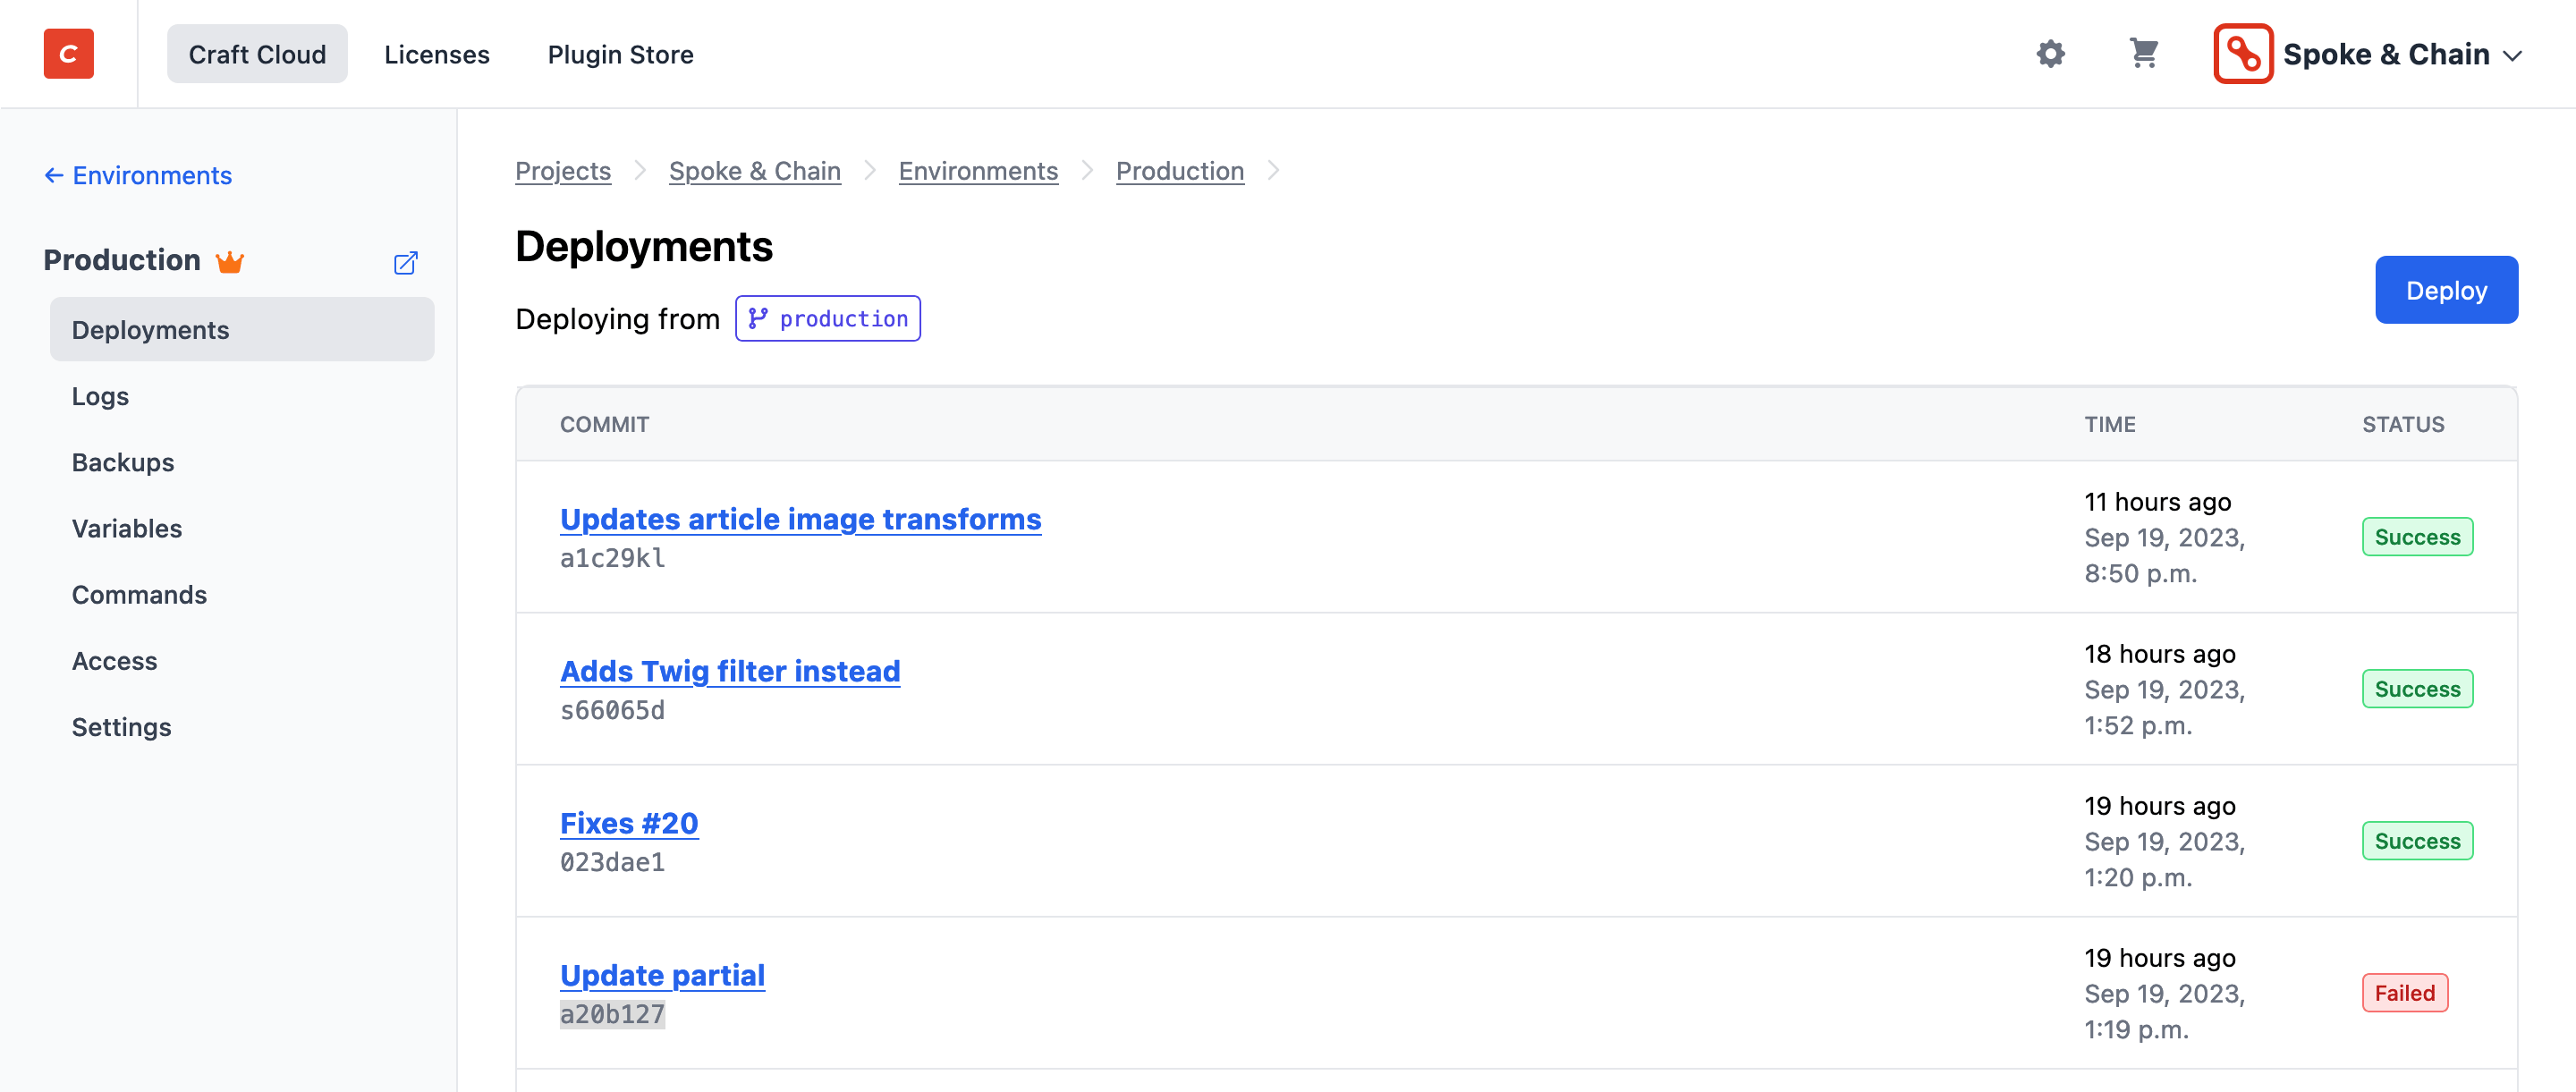 C
Craft Cloud
Licenses
Plugin Store
Spoke & Chain
← Environments
Production
Deployments
Logs
Backups
Variables
Commands
Access
Settings
Projects > Spoke & Chain > Environments > Production >
Deployments
Deploying from production
Deploy
COMMIT
TIME
STATUS
Updates article image transforms
a1c29kl
11 hours ago
Sep 19, 2023,
8:50 p.m.
Success
Adds Twig filter instead
s66065d
18 hours ago
Sep 19, 2023,
1:52 p.m.
Success
Fixes #20
023dae1
19 hours ago
Sep 19, 2023,
1:20 p.m.
Success
Update partial
a20b127
19 hours ago
Sep 19, 2023,
1:19 p.m.
Failed